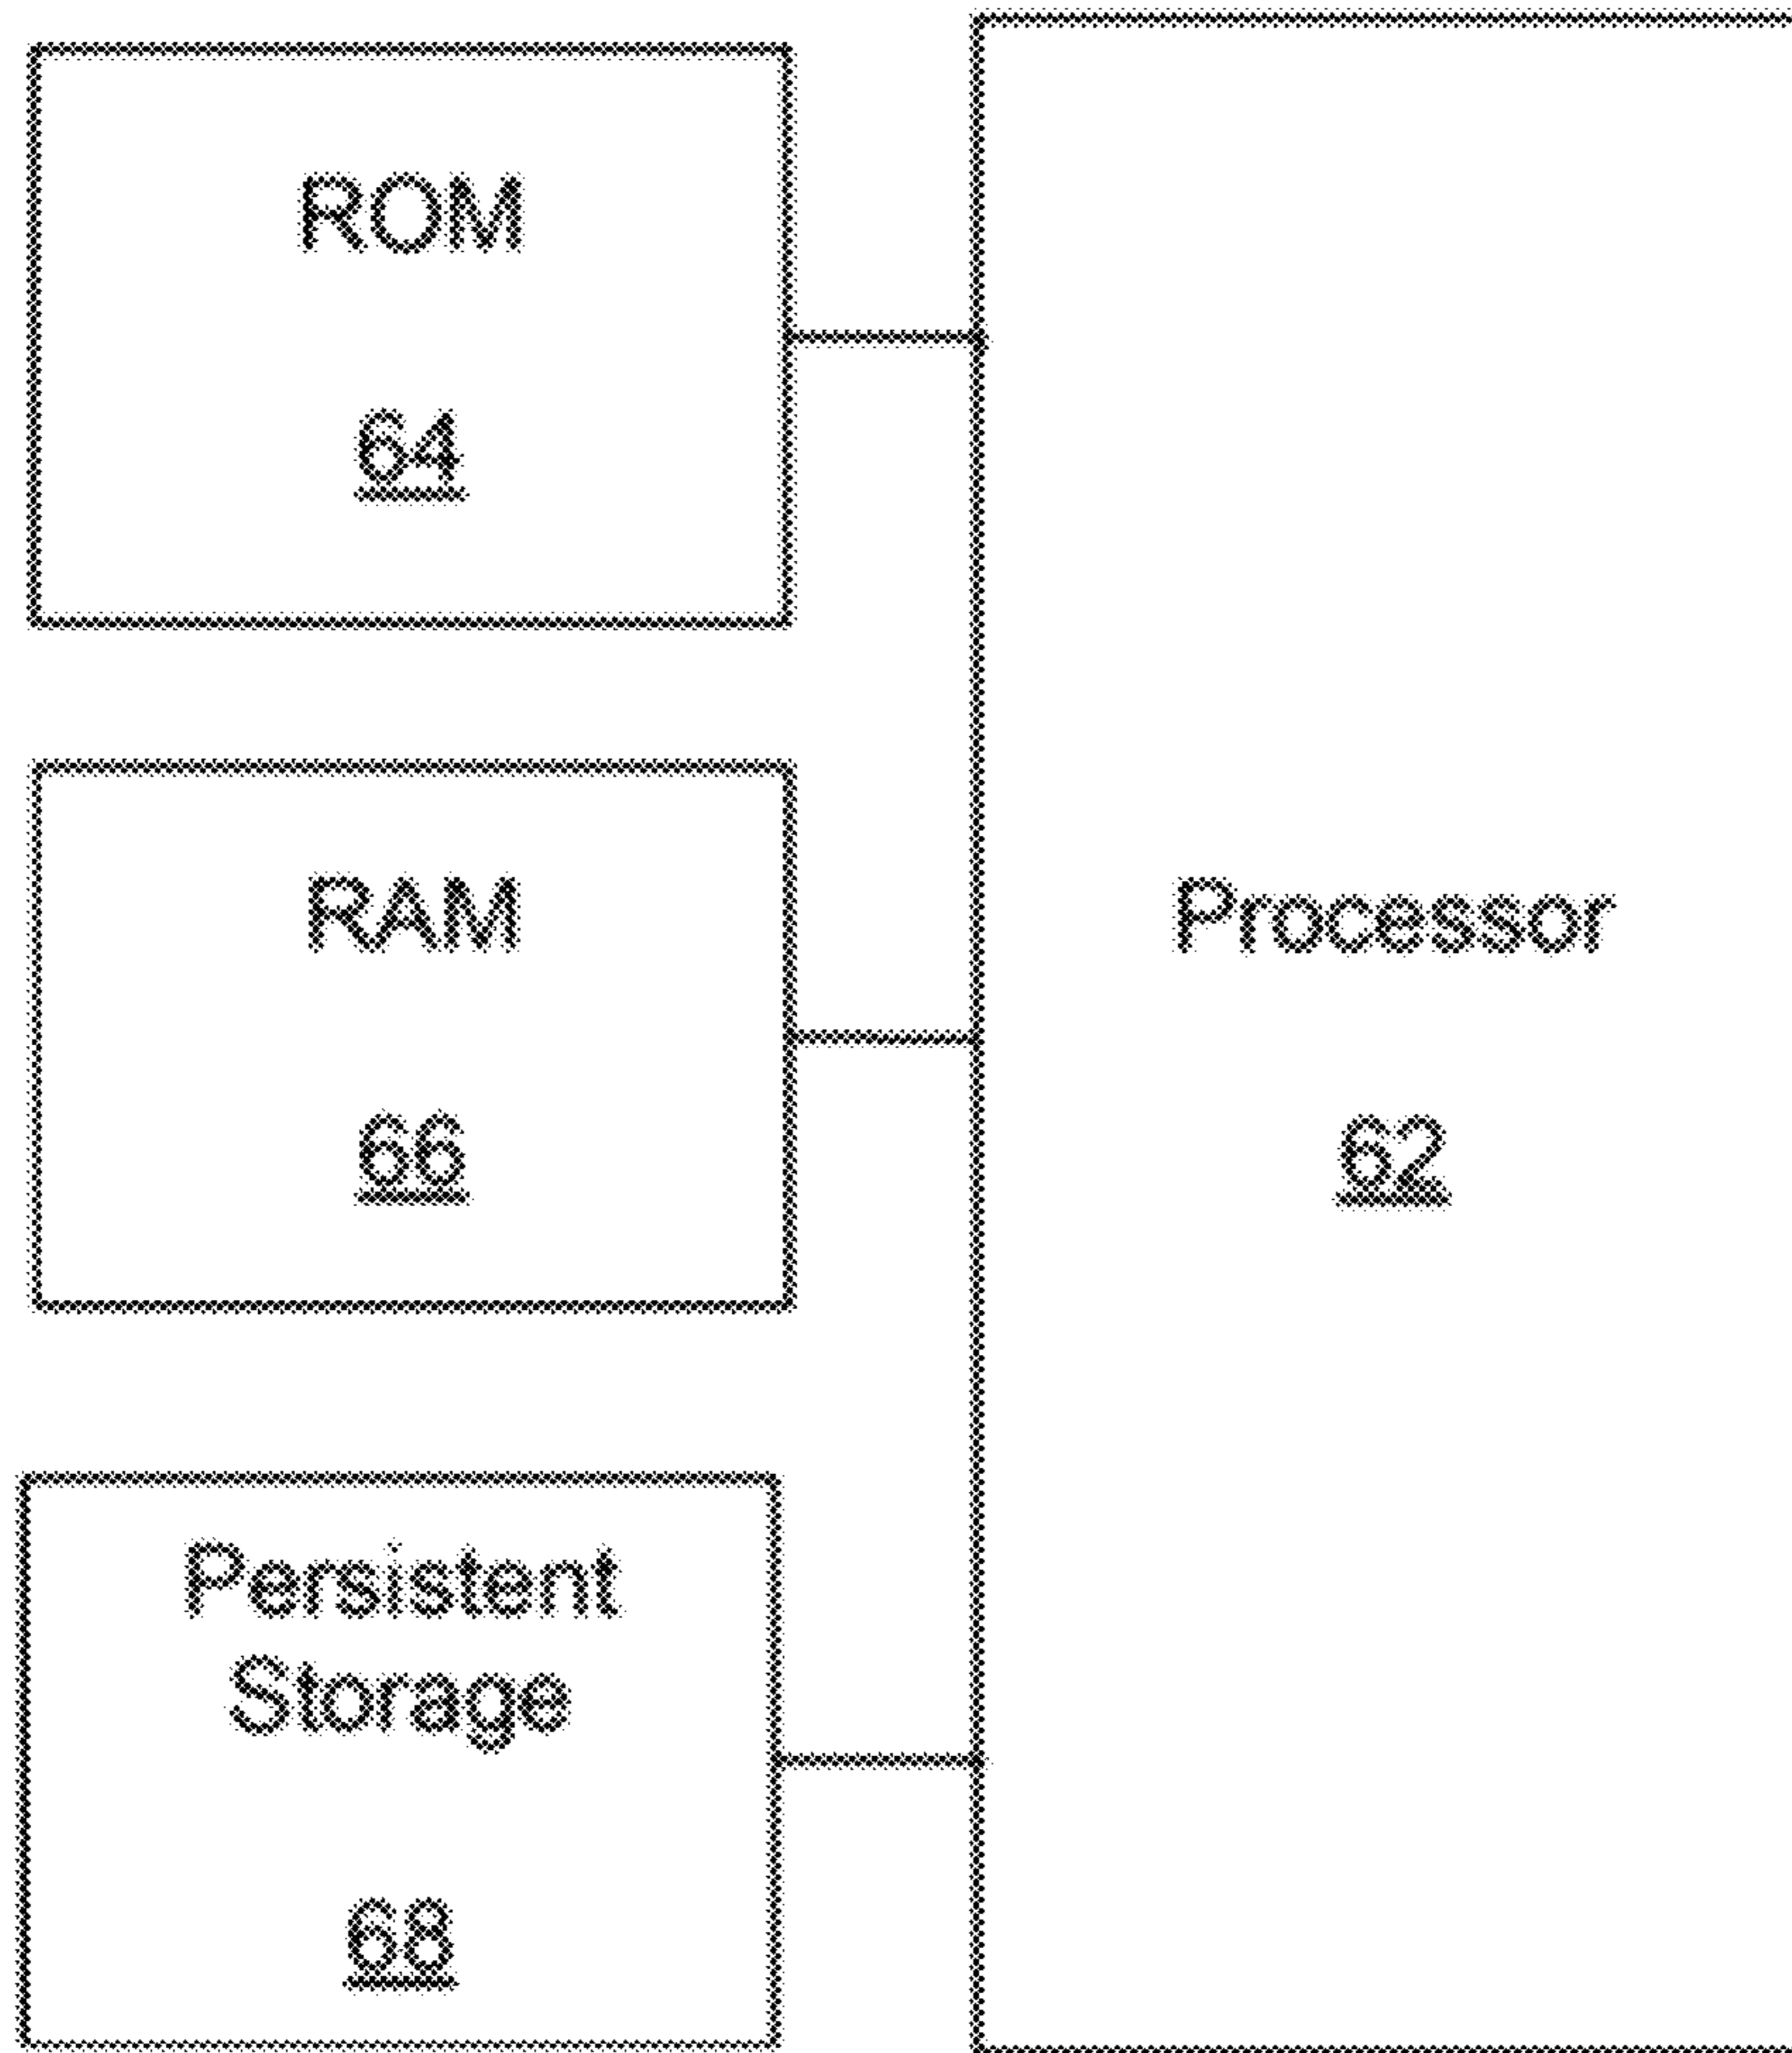 ROM
64
RAM
66
Processor
62
Persistent
Storage
68